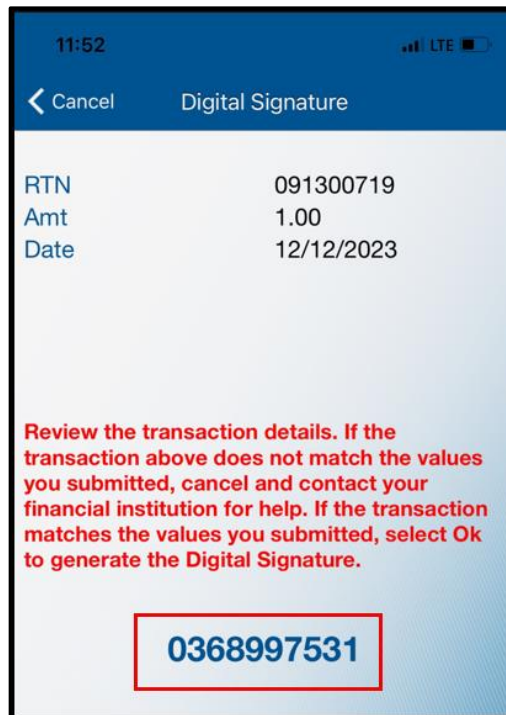 11:52 LTE
Cancel Digital Signature
RTN 091300719
Amt 1.00
Date 12/12/2023
Review the transaction details. If the
transaction above does not match the values
you submitted, cancel and contact your
financial institution for help. If the transaction
matches the values you submitted, select Ok
to generate the Digital Signature.
0368997531